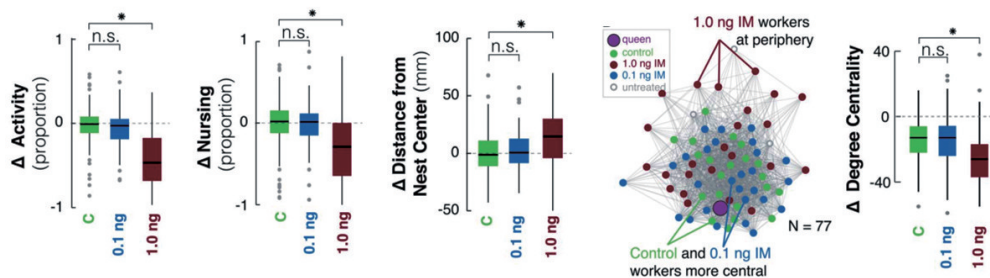 Δ Activity
(proportion)
1
0
-1
n.s.
*
C
0.1 ng
1.0 ng
Δ Nursing
(proportion)
1
0
-1
n.s.
*
C
0.1 ng
1.0 ng
Δ Distance from
Nest Center (mm)
100
50
0
-50
n.s.
*
C
0.1 ng
1.0 ng
1.0 ng IM workers
at periphery
queen
control
1.0 ng IM
0.1 ng IM
untreated
N = 77
Control and 0.1 ng IM
workers more central
Δ Degree Centrality
40
0
-40
n.s.
*
C
0.1 ng
1.0 ng